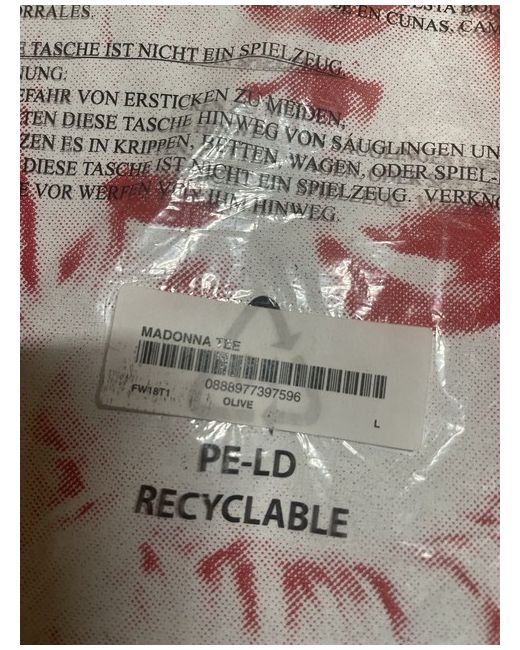 ORRALES.
EN CUNAS, CAM
TASCHE IST NICHT EIN SPIELZEUG.
NUNG:
EFAHR VON ERSTICKEN ZU MEIDEN,
TEN DIESE TASCHE HINWEG VON SÄUGLINGEN UN
ZEN ES IN KRIPPEN, BETTEN, WAGEN, ODER SPIEL-
DIESE TASCHE IST NICHT EIN SPIELZEUG. VERKNO
E VOR WERFEN VON IHM HINWEG.
MADONNA TEE
0888977397596
FW18T1
OLIVE
L
PE-LD
RECYCLABLE